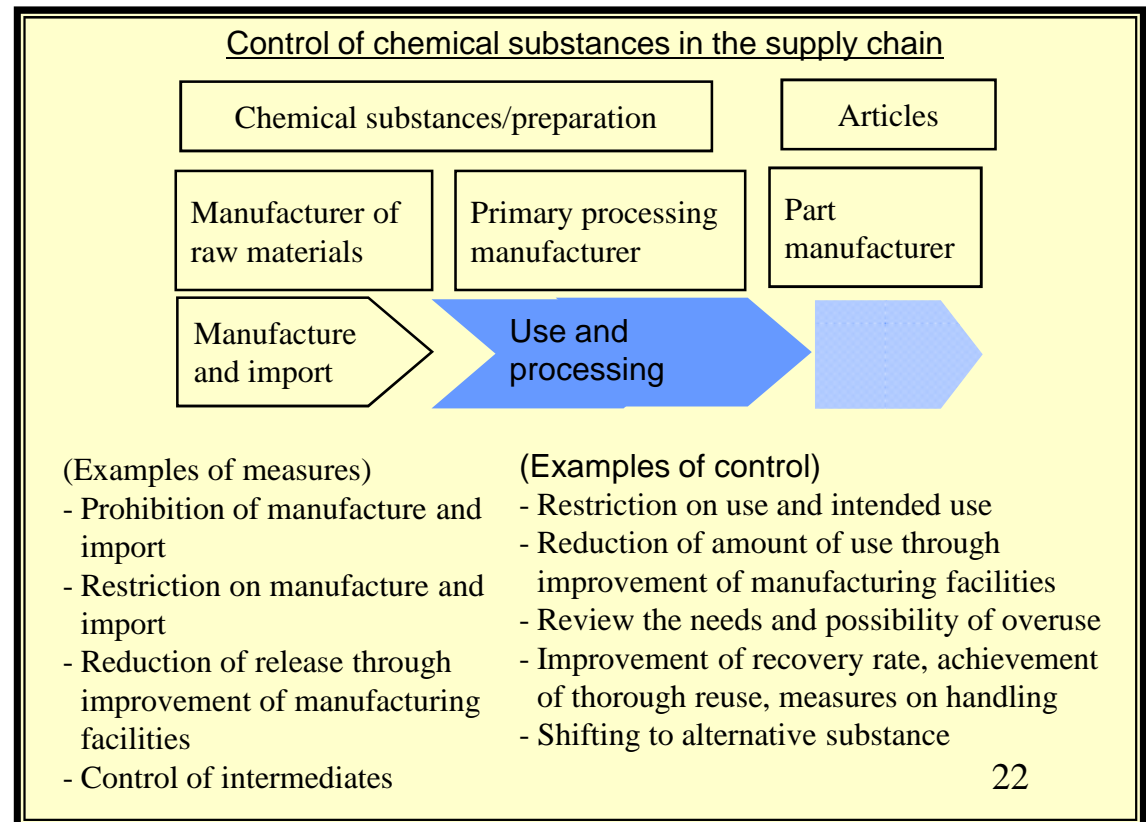 Control of chemical substances in the supply chain
Chemical substances/preparation
Articles
Manufacturer of
raw materials
Primary processing
manufacturer
Part
manufacturer
Manufacture
and import
Use and
processing
(Examples of measures)
- Prohibition of manufacture and
import
- Restriction on manufacture and
import
- Reduction of release through
improvement of manufacturing
facilities
- Control of intermediates
(Examples of control)
- Restriction on use and intended use
- Reduction of amount of use through
improvement of manufacturing facilities
- Review the needs and possibility of overuse
- Improvement of recovery rate, achievement
of thorough reuse, measures on handling
- Shifting to alternative substance
22